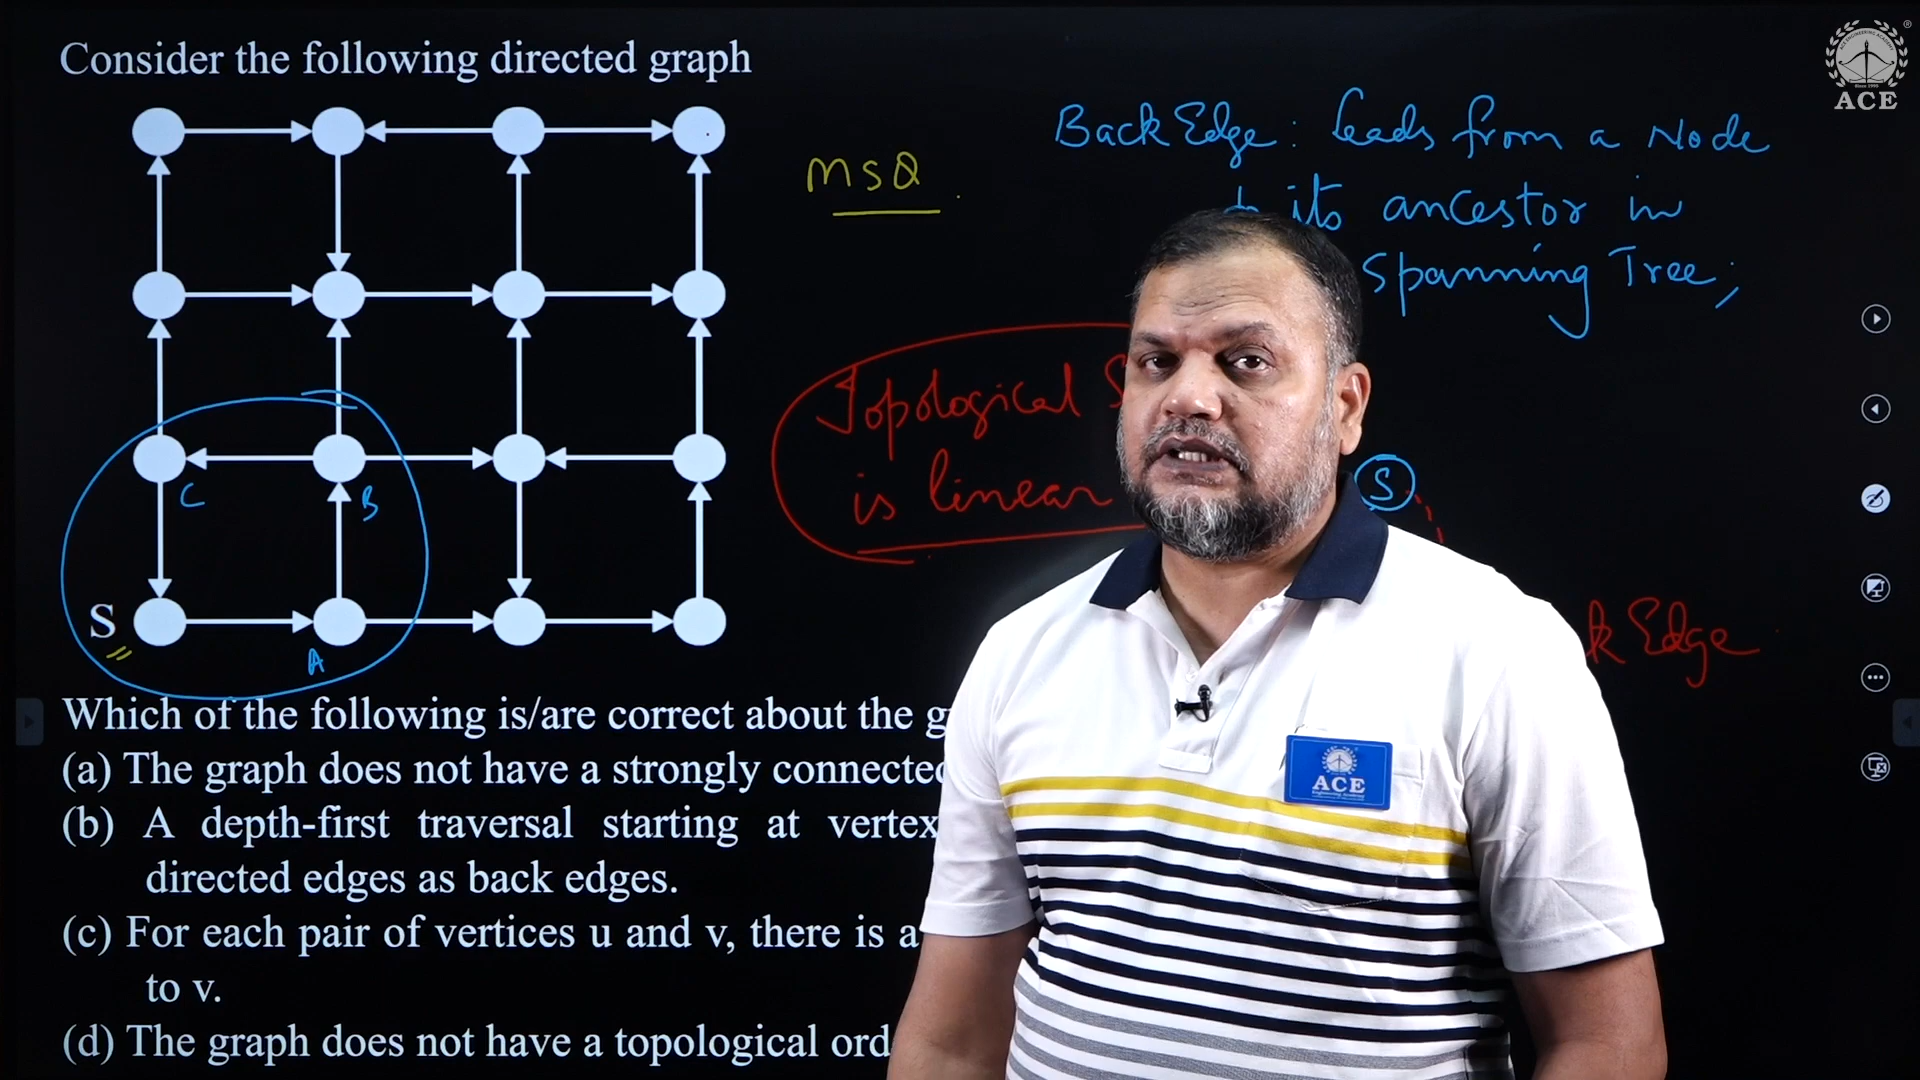 Consider the following directed graph
ACE
MSQ
Back Edge: leads from a Node
its ancestor in
Spanning Tree;
Topological
is linear
S
Edge
C
B
S
A
Which of the following is/are correct about the
(a) The graph does not have a strongly connected
(b) A depth-first traversal starting at vertex
directed edges as back edges.
(c) For each pair of vertices u and v, there is a
to v.
(d) The graph does not have a topological
ACE